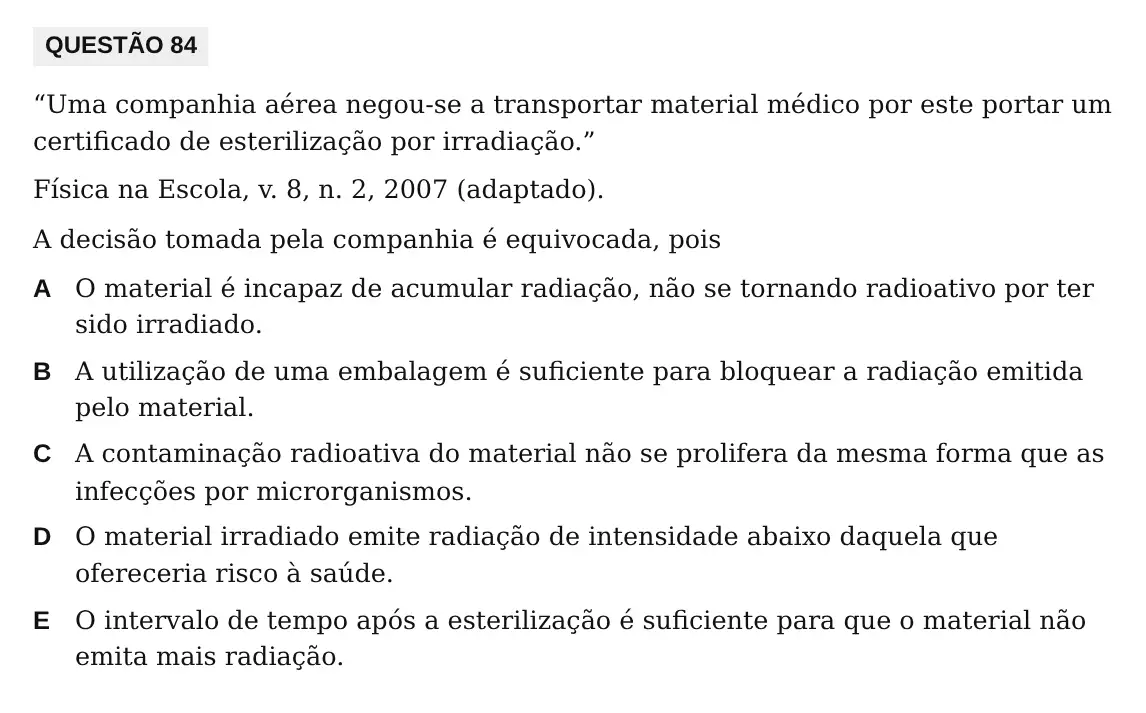 QUESTÃO 84
“Uma companhia aérea negou-se a transportar material médico por este portar um
certificado de esterilização por irradiação.”
Física na Escola, v. 8, n. 2, 2007 (adaptado).
A decisão tomada pela companhia é equivocada, pois
A O material é incapaz de acumular radiação, não se tornando radioativo por ter
sido irradiado.
B A utilização de uma embalagem é suficiente para bloquear a radiação emitida
pelo material.
C A contaminação radioativa do material não se prolifera da mesma forma que as
infecções por microrganismos.
D O material irradiado emite radiação de intensidade abaixo daquela que
ofereceria risco à saúde.
E O intervalo de tempo após a esterilização é suficiente para que o material não
emita mais radiação.